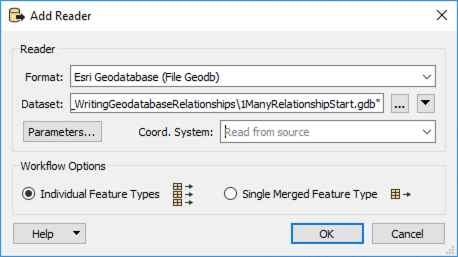 Add Reader
Reader
Format: Esri Geodatabase (File Geodb)
Dataset: _WritingGeodatabaseRelationships\1ManyRelationshipStart.gdb" ...
Parameters... Coord. System: Read from source
Workflow Options
Individual Feature Types Single Merged Feature Type
Help OK Cancel